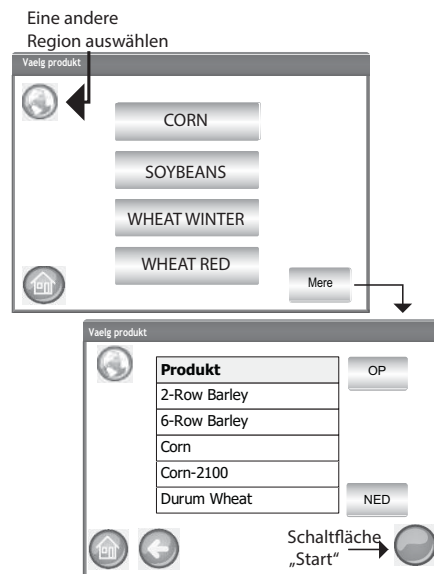 Eine andere
Region auswählen
Vaelg produkt
CORN
SOYBEANS
WHEAT WINTER
WHEAT RED
Mere
Vaelg produkt
Produkt
OP
2-Row Barley
6-Row Barley
Corn
Corn-2100
Durum Wheat
NED
Schaltfläche
„Start“